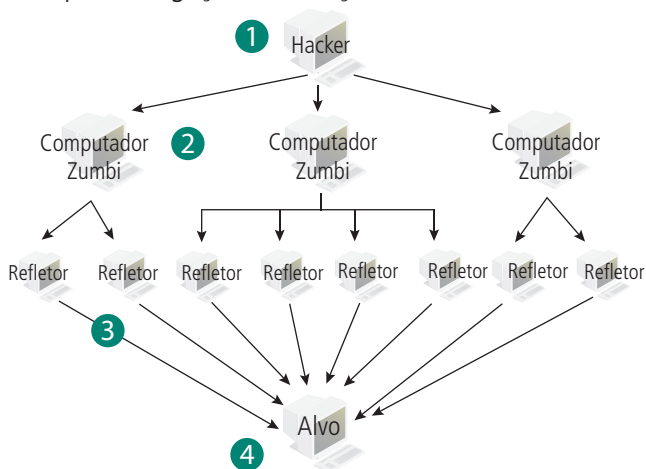 1
Hacker
Computador
Zumbi
2
Computador
Zumbi
Computador
Zumbi
Refletor
Refletor
Refletor
Refletor
Refletor
Refletor
Refletor
Refletor
3
Alvo
4